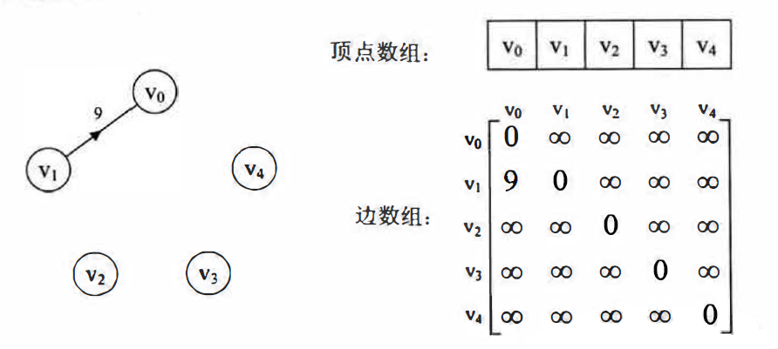 顶点数组：
v₀ v₁ v₂ v₃ v₄
v₀
9
v₁
v₄
v₂ v₃
边数组：
v₀ v₁ v₂ v₃ v₄
v₀ 0 ∞ ∞ ∞ ∞
v₁ 9 0 ∞ ∞ ∞
v₂ ∞ ∞ 0 ∞ ∞
v₃ ∞ ∞ ∞ 0 ∞
v₄ ∞ ∞ ∞ ∞ 0